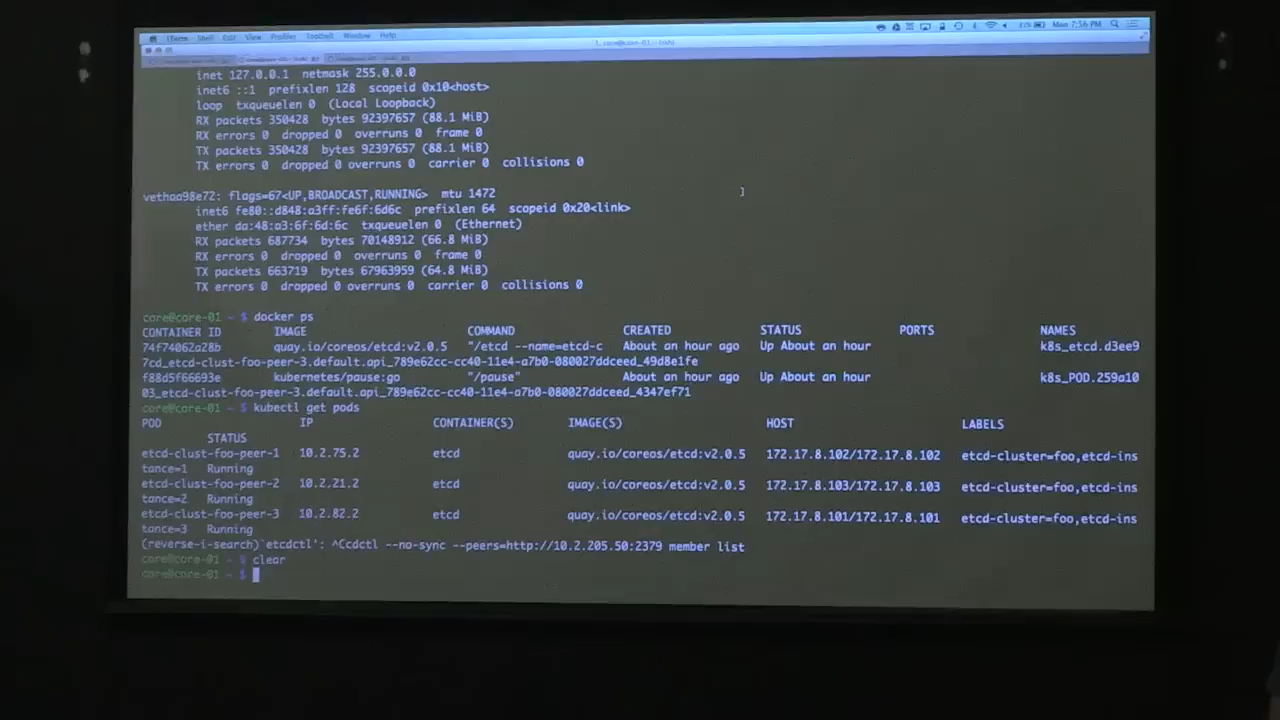 iTerm Shell Edit View Profiles Toolbelt Window Help Mon 7:56 PM
inet 127.0.0.1 netmask 255.0.0.0
inet6 ::1 prefixlen 128 scopeid 0x10<host>
loop txqueuelen 0 (Local Loopback)
RX packets 350428 bytes 92397657 (88.1 MiB)
RX errors 0 dropped 0 overruns 0 frame 0
TX packets 350428 bytes 92397657 (88.1 MiB)
TX errors 0 dropped 0 overruns 0 carrier 0 collisions 0
vethaa98e72: flags=67<UP,BROADCAST,RUNNING> mtu 1472
inet6 fe80::d848:a3ff:fe6f:6d6c prefixlen 64 scopeid 0x20<link>
ether da:48:a3:6f:6d:6c txqueuelen 0 (Ethernet)
RX packets 687734 bytes 70148912 (66.8 MiB)
RX errors 0 dropped 0 overruns 0 frame 0
TX packets 663719 bytes 67963959 (64.8 MiB)
TX errors 0 dropped 0 overruns 0 carrier 0 collisions 0
core@core-01 ~ $ docker ps
CONTAINER ID IMAGE COMMAND CREATED STATUS PORTS NAMES
74f74062a28b quay.io/coreos/etcd:v2.0.5 "/etcd --name=etcd-c About an hour ago Up About an hour k8s_etcd.d3ee9
7cd_etcd-clust-foo-peer-3.default.api_789e62cc-cc40-11e4-a7b0-080027ddceed_49d8e1fe
f88d5f66693e kubernetes/pause:go "/pause" About an hour ago Up About an hour k8s_POD.259a10
03_etcd-clust-foo-peer-3.default.api_789e62cc-cc40-11e4-a7b0-080027ddceed_4347ef71
core@core-01 ~ $ kubectl get pods
POD IP CONTAINER(S) IMAGE(S) HOST LABELS
STATUS
etcd-clust-foo-peer-1 10.2.75.2 etcd quay.io/coreos/etcd:v2.0.5 172.17.8.102/172.17.8.102 etcd-cluster=foo,etcd-ins
tance=1 Running
etcd-clust-foo-peer-2 10.2.21.2 etcd quay.io/coreos/etcd:v2.0.5 172.17.8.103/172.17.8.103 etcd-cluster=foo,etcd-ins
tance=2 Running
etcd-clust-foo-peer-3 10.2.82.2 etcd quay.io/coreos/etcd:v2.0.5 172.17.8.101/172.17.8.101 etcd-cluster=foo,etcd-ins
tance=3 Running
(reverse-i-search)`etcdctl': ^Ccdctl --no-sync --peers=http://10.2.205.50:2379 member list
core@core-01 ~ $ clear
core@core-01 ~ $